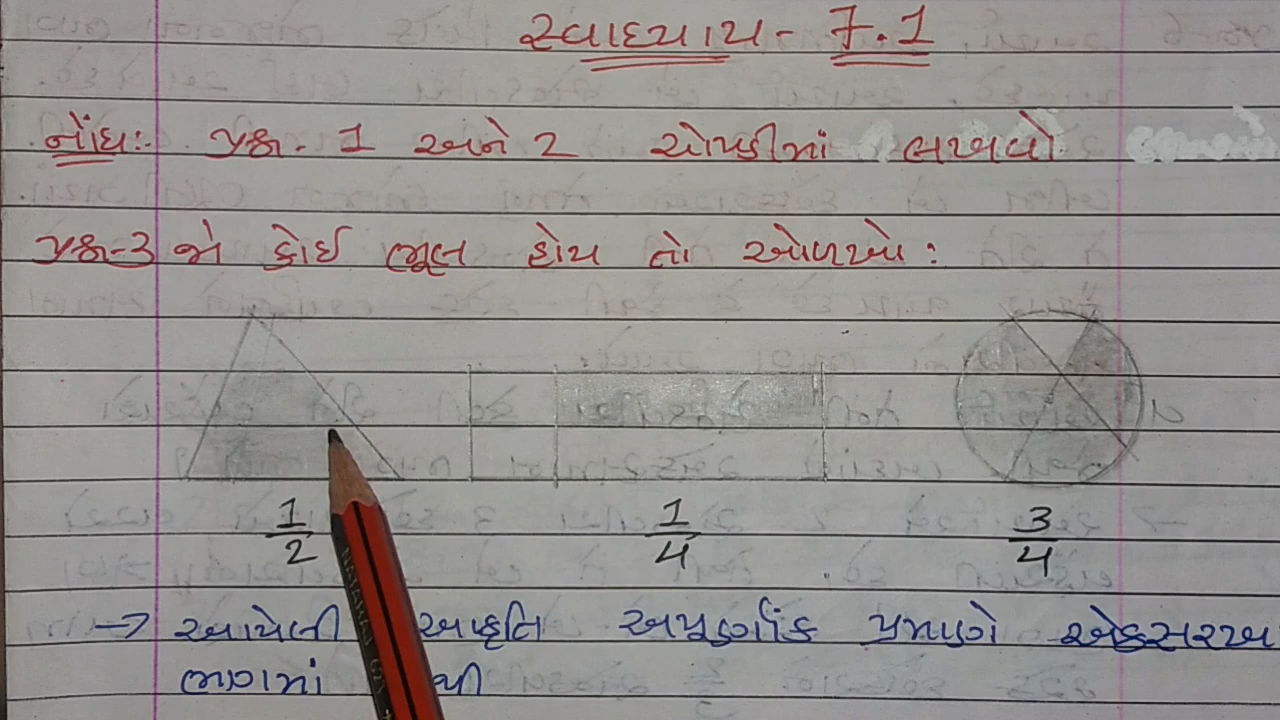 સ્વાધ્યાય - 7.1
નોંધઃ- પ્રશ્ન. 1 અને 2 ચોપડીમાં લખવો
પ્રશ્ન-૩ જો કોઈ ભૂલ હોય તો ઓળખો :
1/2 1/4 3/4
→ આપેલી આકૃતિ અપૂર્ણાંક પ્રમાણે એકસરખા
ભાગમાં થી